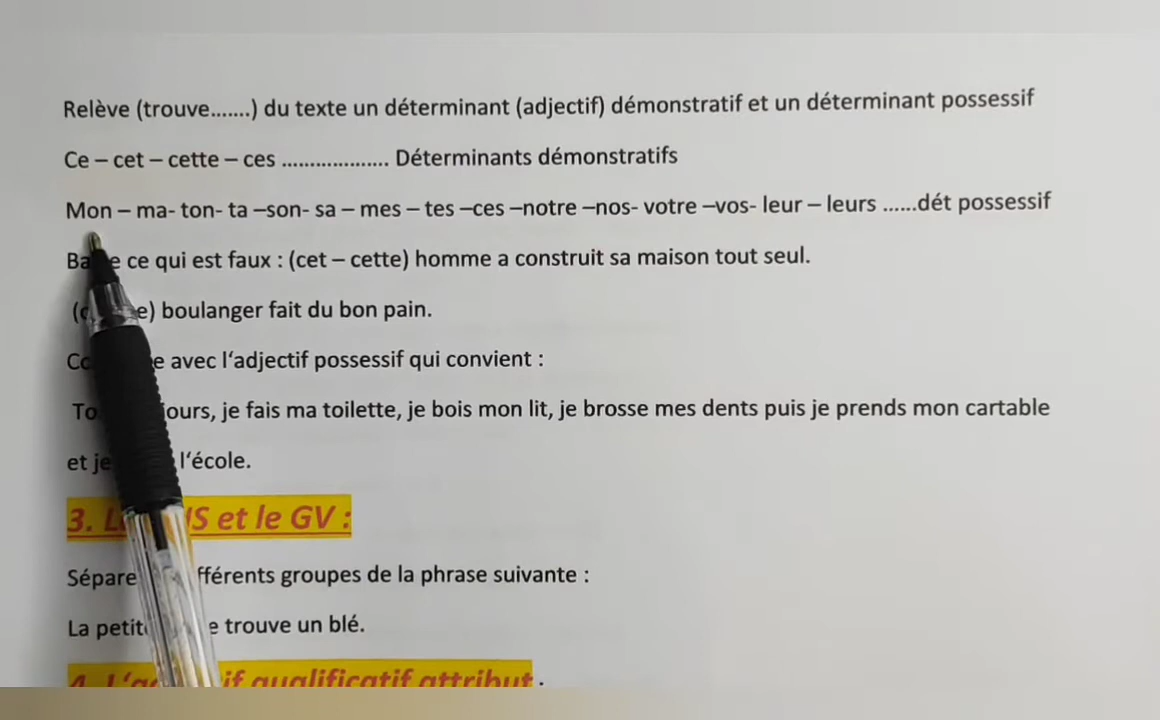 Relève (trouve.......) du texte un déterminant (adjectif) démonstratif et un déterminant possessif
Ce – cet – cette – ces ................... Déterminants démonstratifs
Mon – ma- ton- ta –son- sa – mes – tes –ces –notre –nos- votre –vos- leur – leurs ......dét possessif
ce qui est faux : (cet – cette) homme a construit sa maison tout seul.
boulanger fait du bon pain.
avec l'adjectif possessif qui convient :
jours, je fais ma toilette, je bois mon lit, je brosse mes dents puis je prends mon cartable
et je l'école.
3. et le GV :
Sépare différents groupes de la phrase suivante :
La petite trouve un blé.
4. qualificatif attribut :